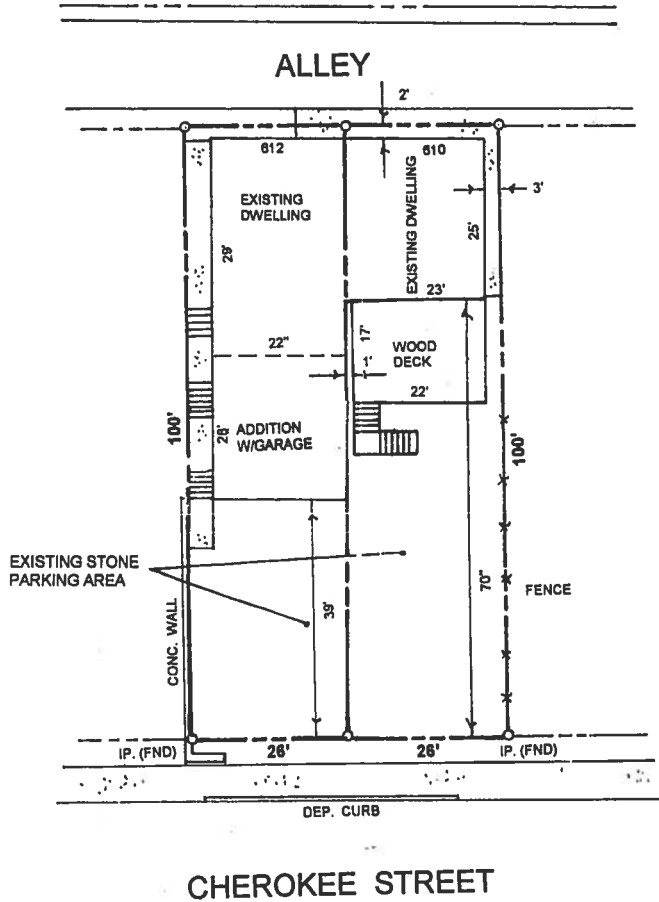 ALLEY
2'
612
610
EXISTING
DWELLING
EXISTING DWELLING
3'
25'
29'
23'
17'
WOOD
DECK
22"
1'
22'
100'
28'
ADDITION
W/GARAGE
100'
EXISTING STONE
PARKING AREA
70"
FENCE
39'
CONC. WALL
IP. (FND)
26'
26'
IP. (FND)
DEP. CURB
CHEROKEE STREET